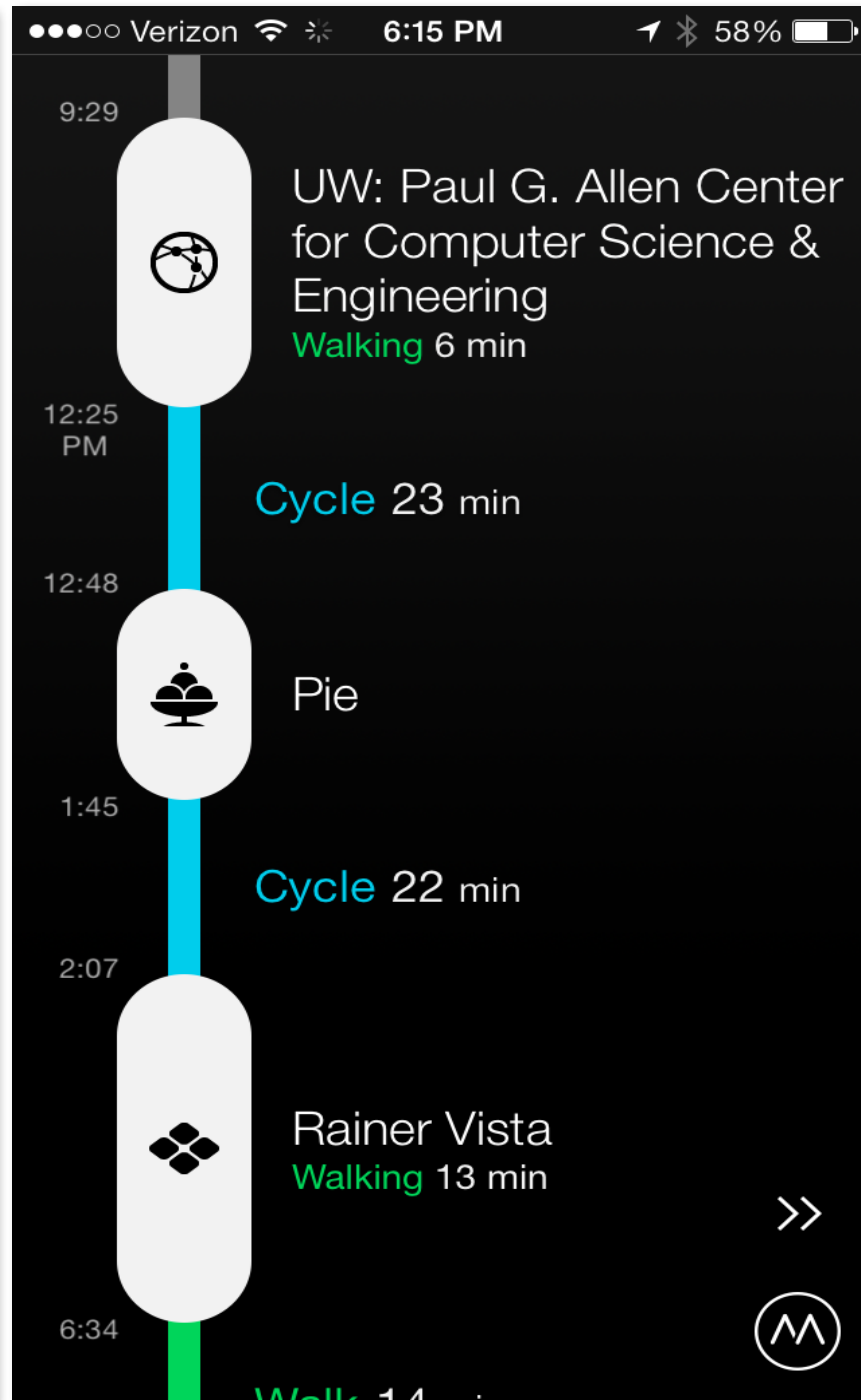 Verizon 6:15 PM 58%
9:29
UW: Paul G. Allen Center
for Computer Science &
Engineering
Walking 6 min
12:25
PM
Cycle 23 min
12:48
Pie
1:45
Cycle 22 min
2:07
Rainer Vista
Walking 13 min
>>
6:34
Walk 14